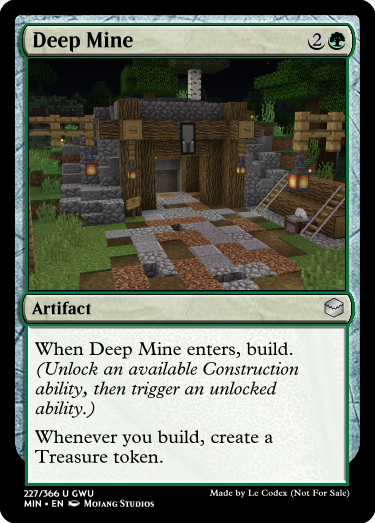 Deep Mine 2
Artifact
When Deep Mine enters, build.
(Unlock an available Construction
ability, then trigger an unlocked
ability.)
Whenever you build, create a
Treasure token.
227/366 U GWU Made by Le Codex (Not For Sale)
MIN • EN Mojang Studios